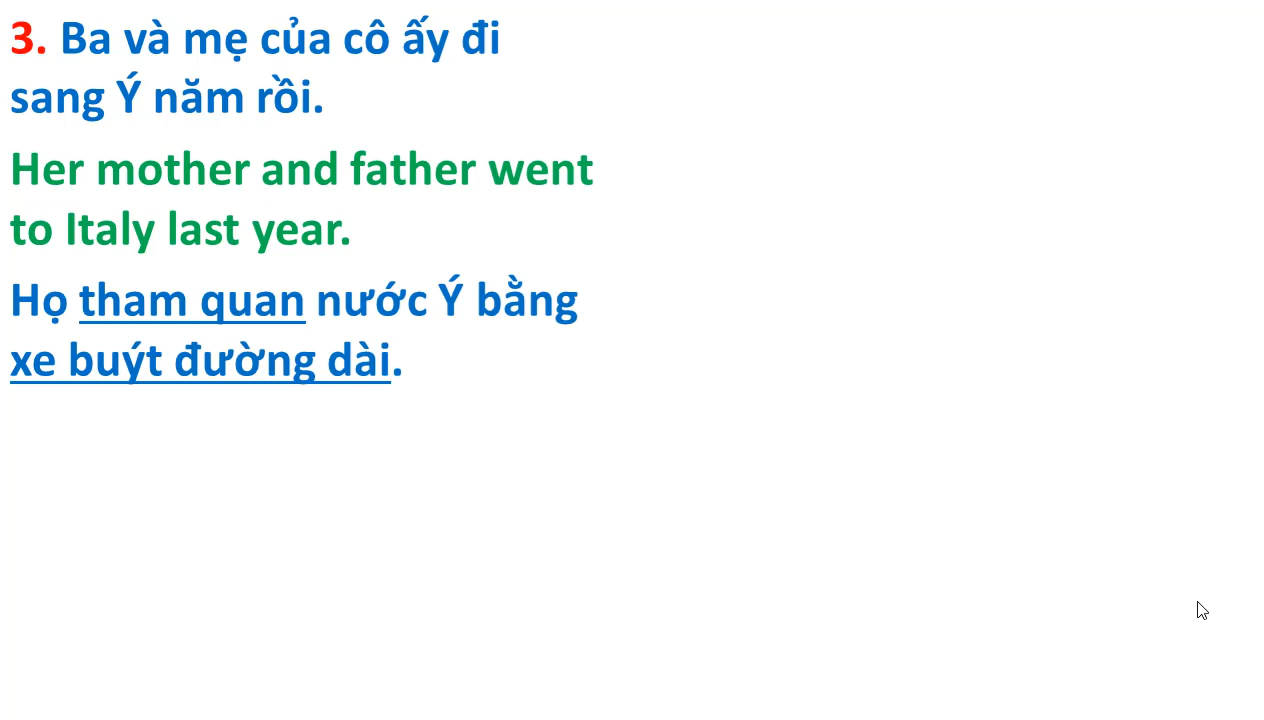 3. Ba và mẹ của cô ấy đi
sang Ý năm rồi.
Her mother and father went
to Italy last year.
Họ tham quan nước Ý bằng
xe buýt đường dài.